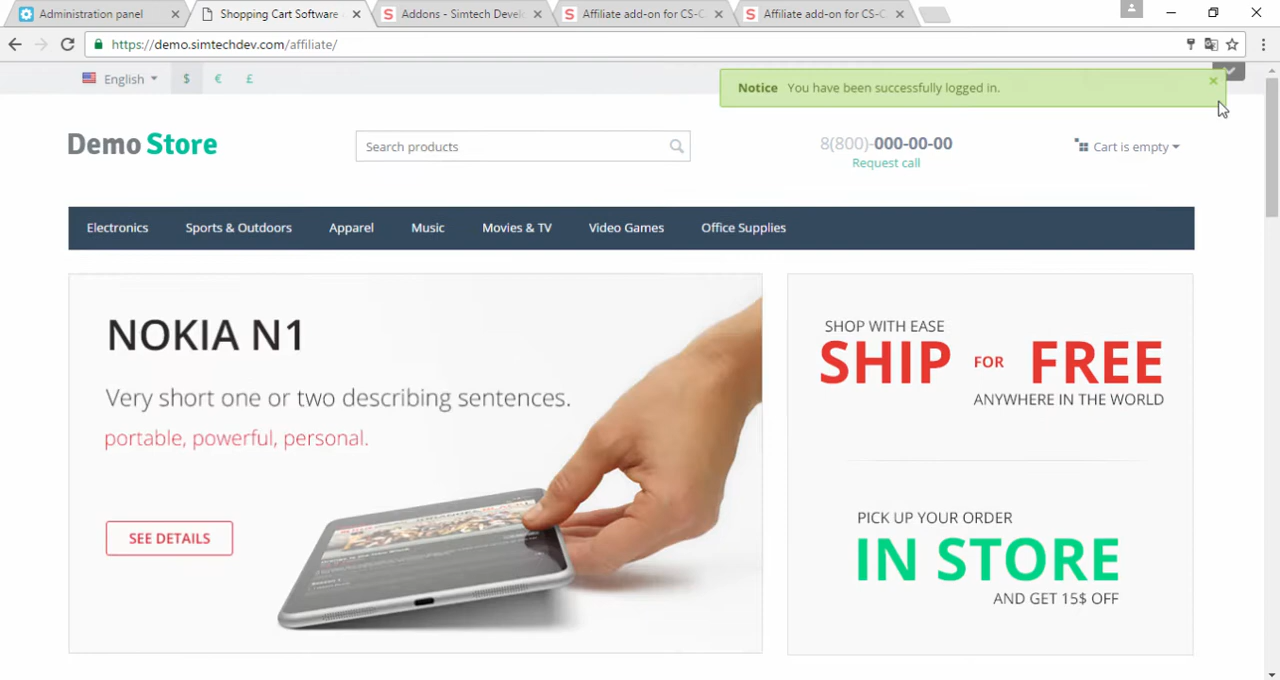 Administration panel
Shopping Cart Software
Addons - Simtech Devel
Affiliate add-on for CS-C
Affiliate add-on for CS-C
https://demo.simtechdev.com/affiliate/
English $ € £
Notice You have been successfully logged in.
Demo Store
Search products
8(800)-000-00-00
Request call
Cart is empty
Electronics Sports & Outdoors Apparel Music Movies & TV Video Games Office Supplies
NOKIA N1
Very short one or two describing sentences.
portable, powerful, personal.
SEE DETAILS
SHOP WITH EASE
SHIP FOR FREE
ANYWHERE IN THE WORLD
PICK UP YOUR ORDER
IN STORE
AND GET 15$ OFF